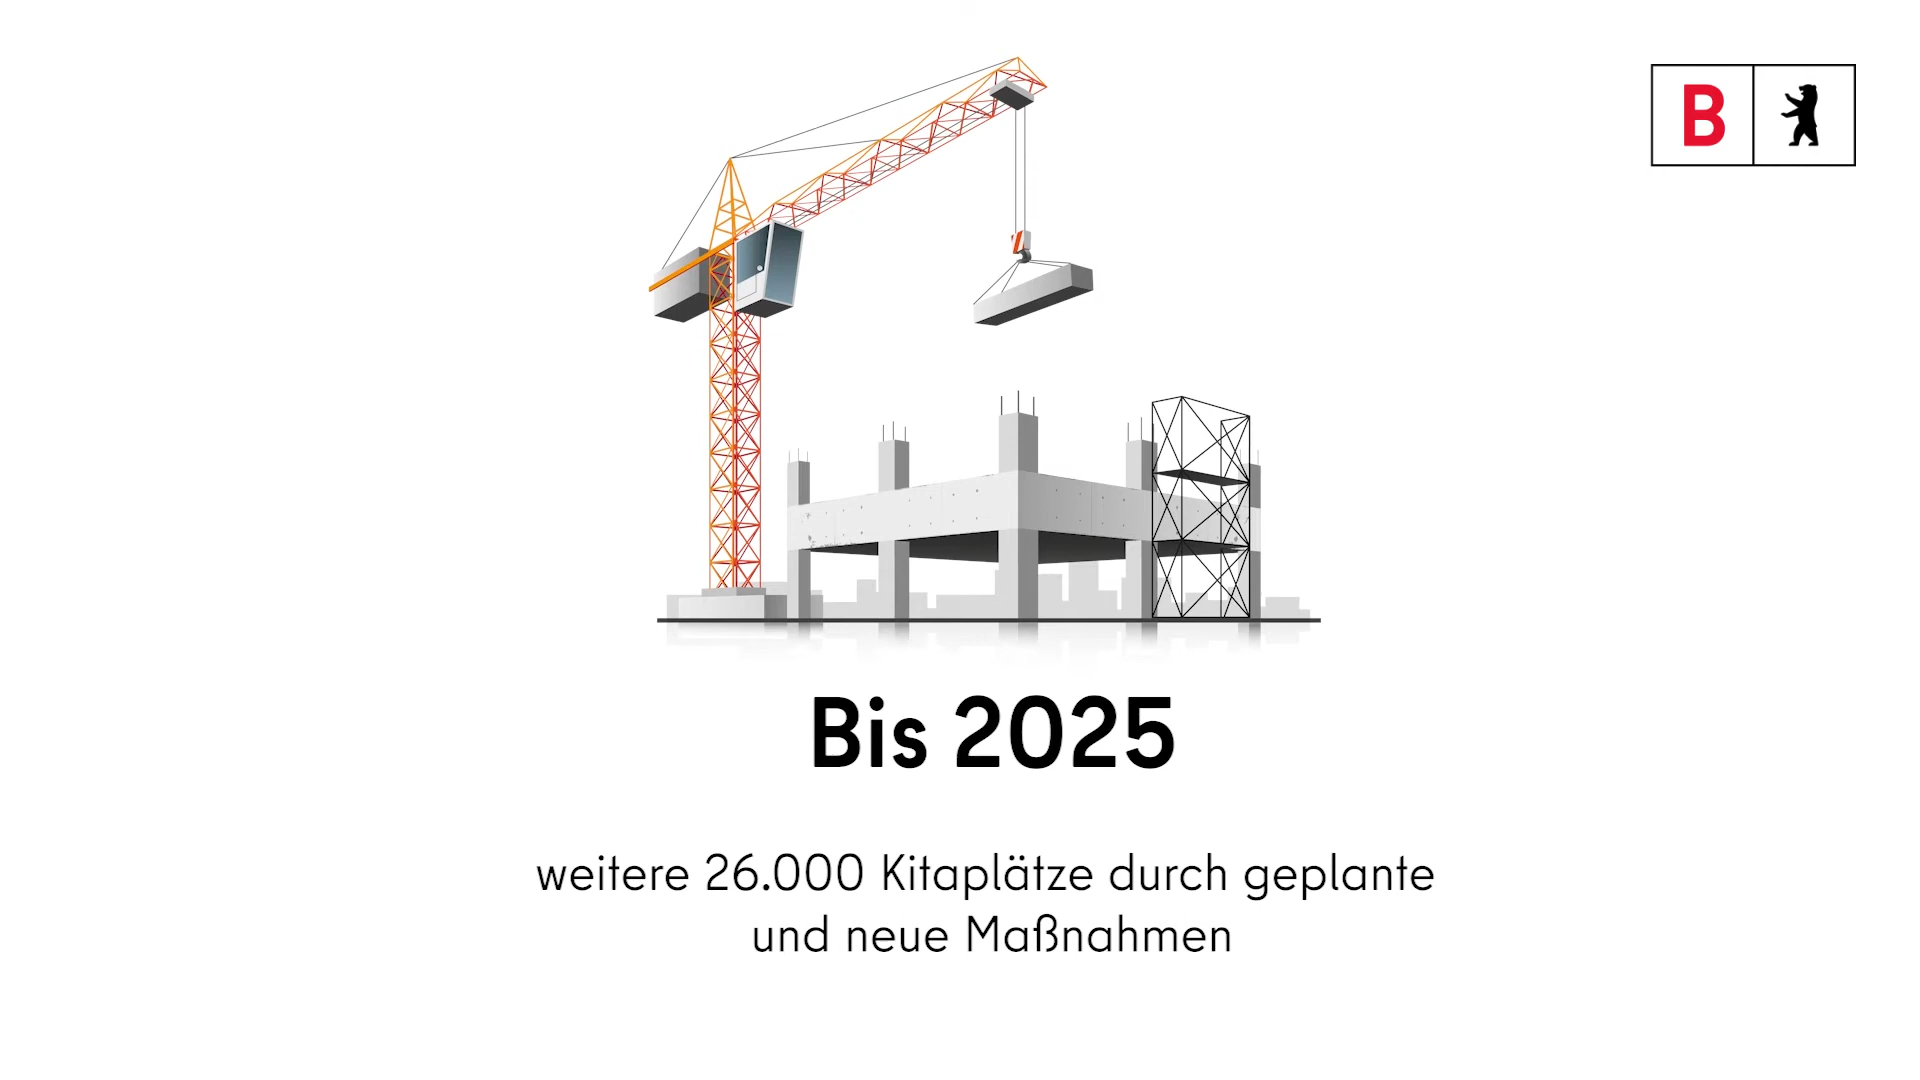 B
Bis 2025
weitere 26.000 Kitaplätze durch geplante
und neue Maßnahmen